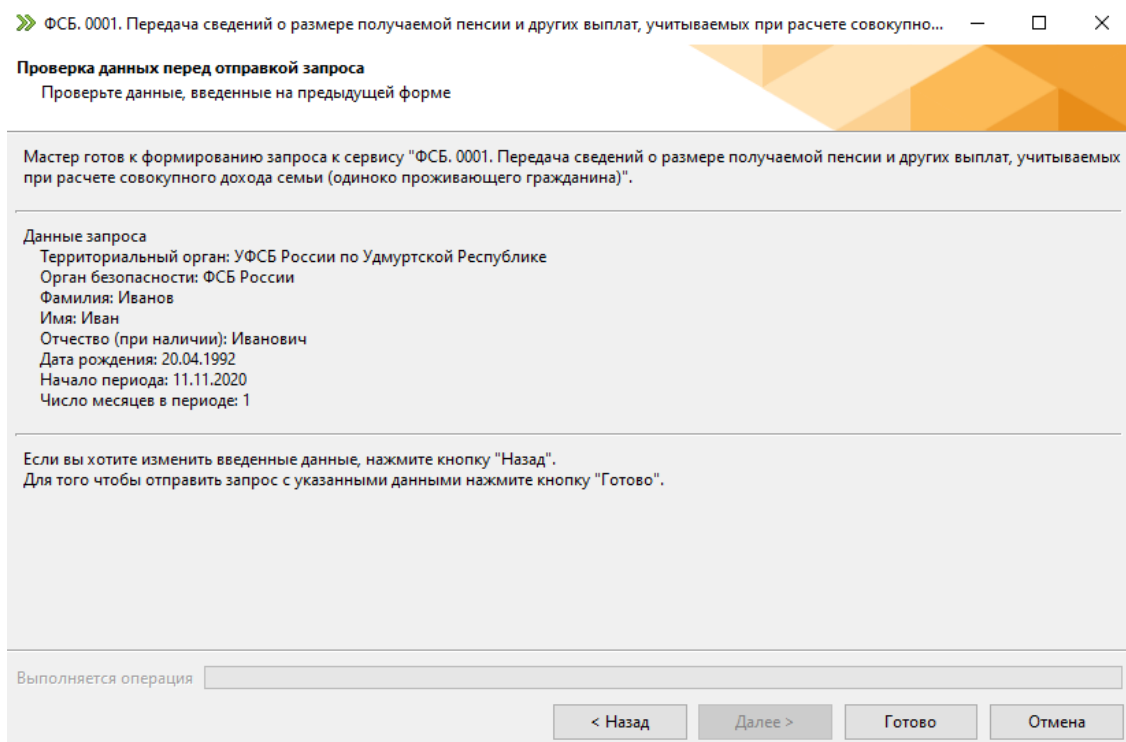 ФСБ. 0001. Передача сведений о размере получаемой пенсии и других выплат, учитываемых при расчете совокупно...
Проверка данных перед отправкой запроса
Проверьте данные, введенные на предыдущей форме
Мастер готов к формированию запроса к сервису "ФСБ. 0001. Передача сведений о размере получаемой пенсии и других выплат, учитываемых
при расчете совокупного дохода семьи (одиноко проживающего гражданина)".
Данные запроса
Территориальный орган: УФСБ России по Удмуртской Республике
Орган безопасности: ФСБ России
Фамилия: Иванов
Имя: Иван
Отчество (при наличии): Иванович
Дата рождения: 20.04.1992
Начало периода: 11.11.2020
Число месяцев в периоде: 1
Если вы хотите изменить введенные данные, нажмите кнопку "Назад".
Для того чтобы отправить запрос с указанными данными нажмите кнопку "Готово".
Выполняется операция
< Назад
Далее >
Готово
Отмена